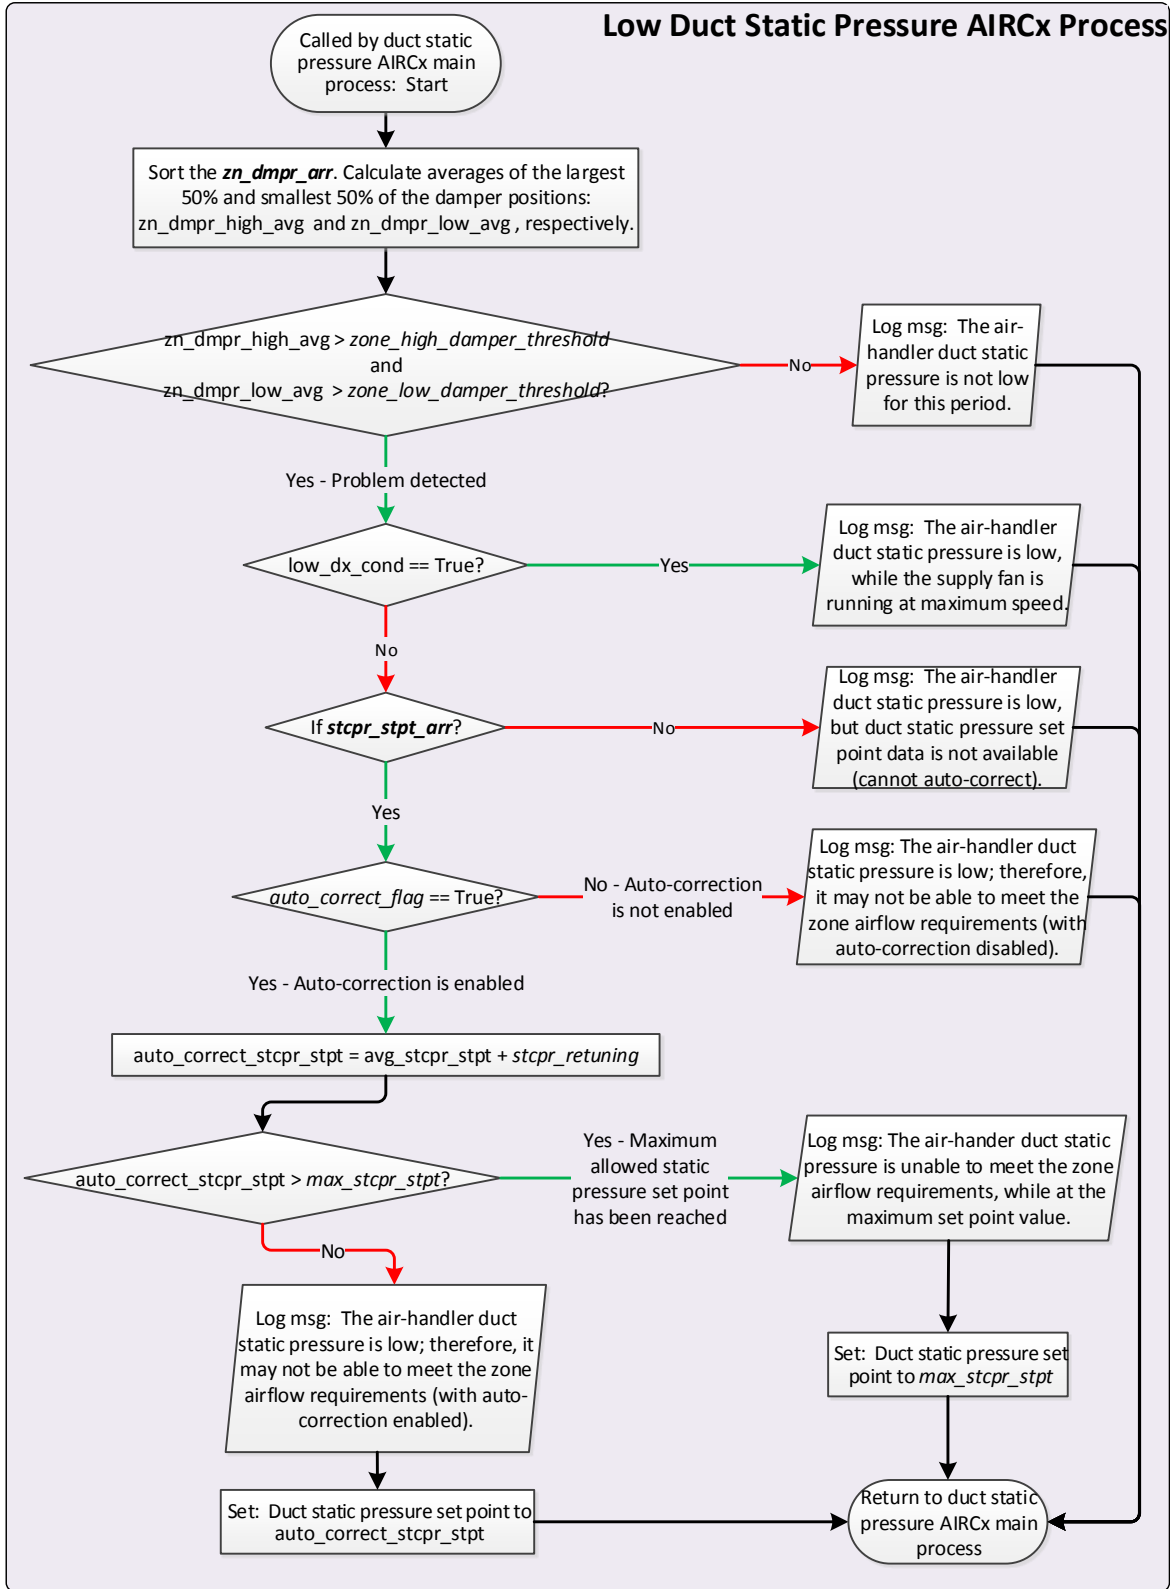 Low Duct Static Pressure AIRCx Process
Called by duct static
pressure AIRCx main
process: Start
Sort the zn_dmpr_arr. Calculate averages of the largest
50% and smallest 50% of the damper positions:
zn_dmpr_high_avg and zn_dmpr_low_avg , respectively.
zn_dmpr_high_avg > zone_high_damper_threshold
and
zn_dmpr_low_avg > zone_low_damper_threshold?
No
Log msg: The air-
handler duct static
pressure is not low
for this period.
Yes - Problem detected
low_dx_cond == True?
Yes
Log msg: The air-handler
duct static pressure is low,
while the supply fan is
running at maximum speed.
No
If stcpr_stpt_arr?
No
Log msg: The air-handler
duct static pressure is low,
but duct static pressure set
point data is not available
(cannot auto-correct).
Yes
auto_correct_flag == True?
No - Auto-correction
is not enabled
Log msg: The air-handler duct
static pressure is low; therefore,
it may not be able to meet the
zone airflow requirements (with
auto-correction disabled).
Yes - Auto-correction is enabled
auto_correct_stcpr_stpt = avg_stcpr_stpt + stcpr_retuning
auto_correct_stcpr_stpt > max_stcpr_stpt?
Yes - Maximum
allowed static
pressure set point
has been reached
Log msg: The air-hander duct static
pressure is unable to meet the zone
airflow requirements, while at the
maximum set point value.
No
Log msg: The air-handler duct
static pressure is low; therefore, it
may not be able to meet the zone
airflow requirements (with auto-
correction enabled).
Set: Duct static pressure set
point to max_stcpr_stpt
Set: Duct static pressure set point to
auto_correct_stcpr_stpt
Return to duct static
pressure AIRCx main
process